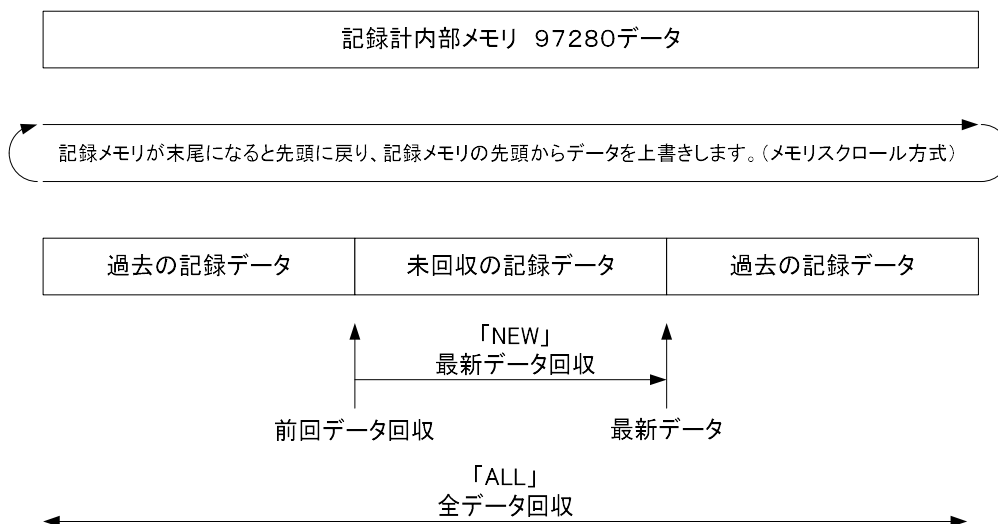 記録計内部メモリ 97280データ
記録メモリが末尾になると先頭に戻り、記録メモリの先頭からデータを上書きします。(メモリスクロール方式)
過去の記録データ
未回収の記録データ
過去の記録データ
「NEW」
最新データ回収
前回データ回収
最新データ
「ALL」
全データ回収